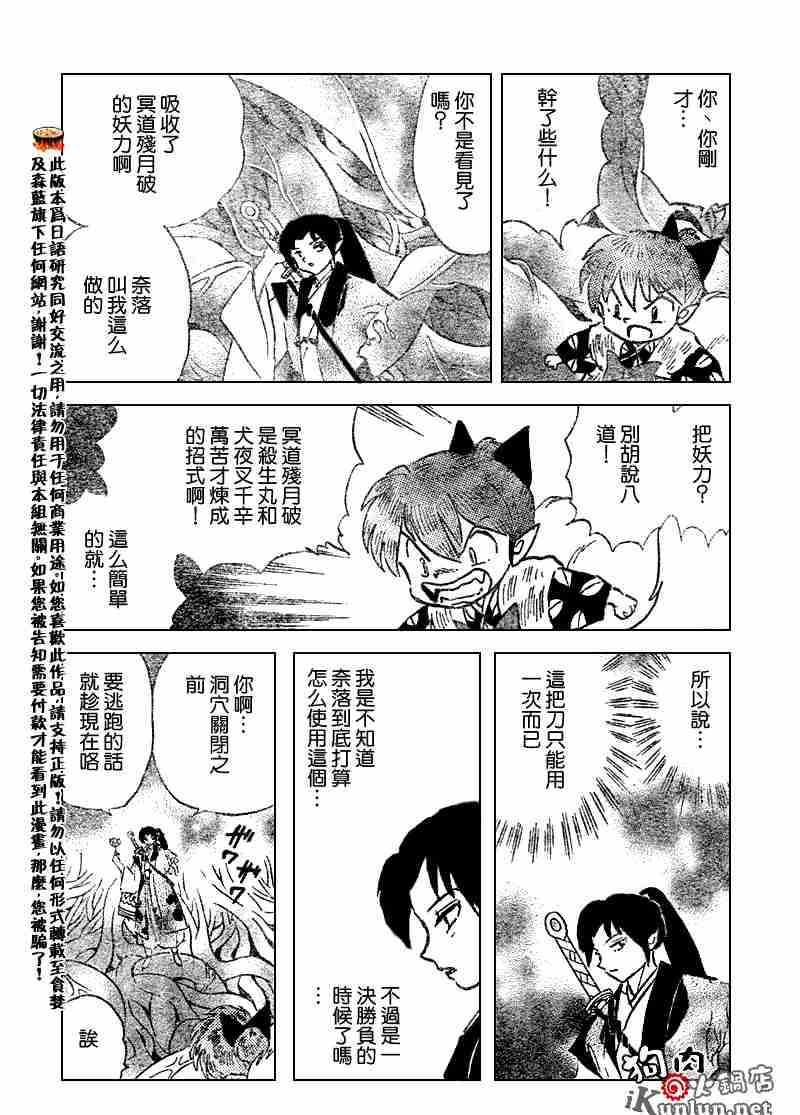 你、你剛
才…
幹了些什么！
你不是看見了
嗎？
吸收了
冥道殘月破
的妖力啊
奈落
叫我這么
做的
把妖力？
別胡說八
道！
冥道殘月破
是殺生丸和
犬夜叉千辛
萬苦才煉成
的招式啊！
這么簡單
的就…
所以說…
這把刀只能用
一次而已
我是不知道
奈落到底打算
怎么使用這個…
不過是一
決勝負的
時候了嗎
…
你啊…
洞穴關閉之
前
要逃跑的話
就趁現在咯
ザワ
ザワ
誒
此版本爲日語研究同好交流之用，請勿用于任何商業用途。如您喜歡此作品，請支持正版！請勿以任何形式轉載至貪婪
及森藍旗下任何網站，謝謝！一切法律責任與本組無關。如果您被告知需要付款才能看到此漫畫，那麽，您被騙了！
狗肉
火鍋店
iKunlun.net